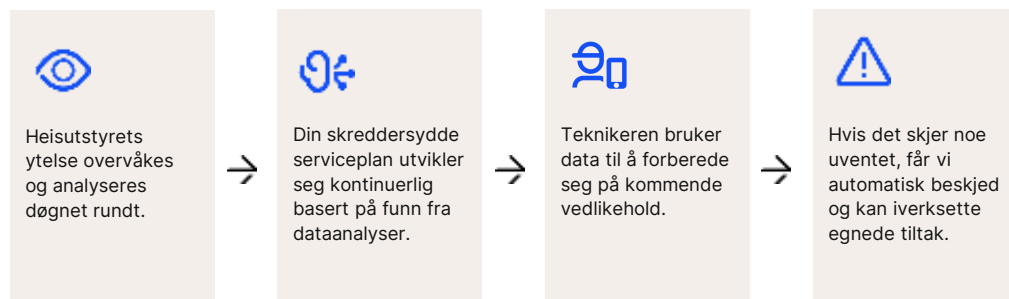 Heisutstyrets
ytelse overvåkes
og analyseres
døgnet rundt.
Din skreddersydde
serviceplan utvikler
seg kontinuerlig
basert på funn fra
dataanalyser.
Teknikeren bruker
data til å forberede
seg på kommende
vedlikehold.
Hvis det skjer noe
uventet, får vi
automatisk beskjed
og kan iverksette
egnede tiltak.